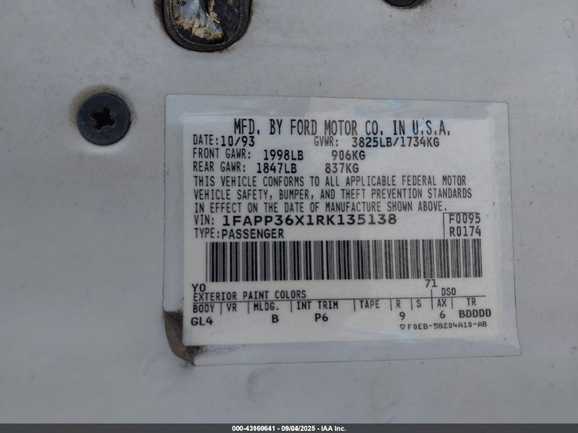 MFD. BY FORD MOTOR CO. IN U.S.A.
DATE: 10/93 GVWR: 3825LB/1734KG
FRONT GAWR: 1998LB 906KG
REAR GAWR: 1847LB 837KG
THIS VEHICLE CONFORMS TO ALL APPLICABLE FEDERAL MOTOR
VEHICLE SAFETY, BUMPER, AND THEFT PREVENTION STANDARDS
IN EFFECT ON THE DATE OF MANUFACTURE SHOWN ABOVE.
VIN: 1FAPP36X1RK135138 F0095
TYPE: PASSENGER R0174
YO 71
EXTERIOR PAINT COLORS DSO
BODY VR MLDG. INT TRIM TAPE R S AX TR
GL4 B P6 9 6 BDDDD
F0EB-58204A10-AB
000-43960641 - 09/04/2025 - IAA Inc.